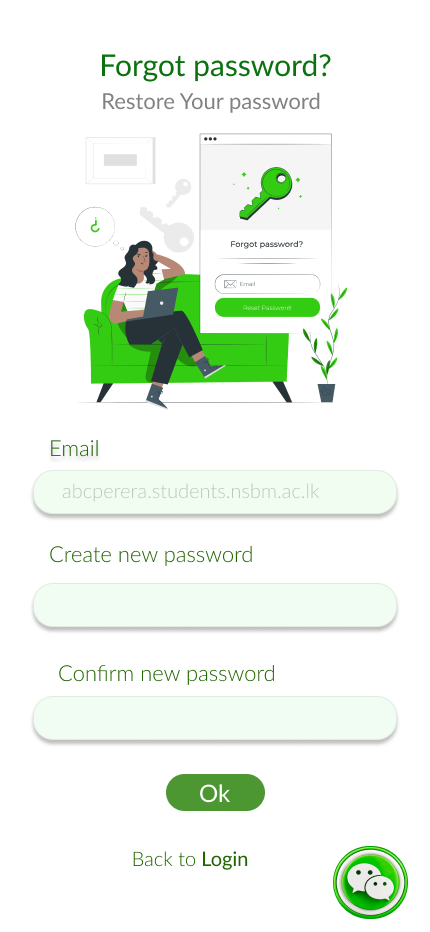 Forgot password?
Restore Your password
Forgot password?
Email
Reset Password!
Email
abcperera.students.nsbm.ac.lk
Create new password
Confirm new password
Ok
Back to Login